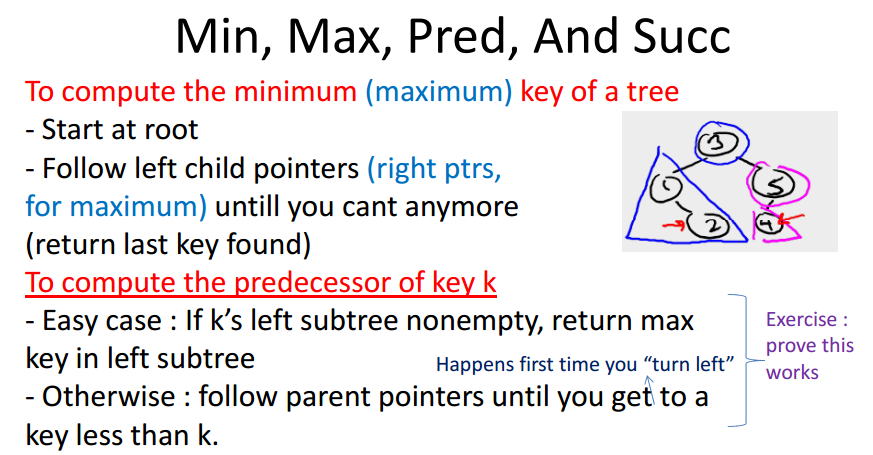 Min, Max, Pred, And Succ
To compute the minimum (maximum) key of a tree
- Start at root
- Follow left child pointers (right ptrs,
for maximum) untill you cant anymore
(return last key found)
3
1
5
2
4
To compute the predecessor of key k
- Easy case : If k's left subtree nonempty, return max
key in left subtree
Happens first time you “turn left”
- Otherwise : follow parent pointers until you get to a
key less than k.
Exercise :
prove this
works